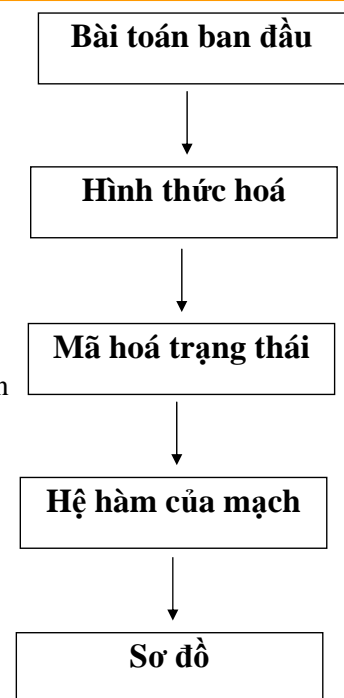 Bài toán ban đầu
Hình thức hoá
Mã hoá trạng thái
Hệ hàm của mạch
Sơ đồ